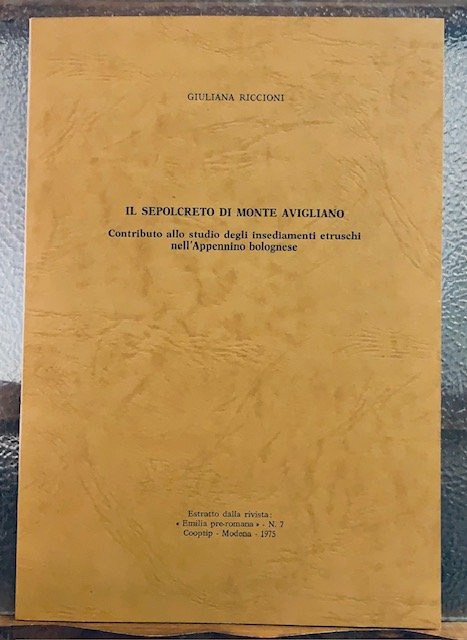 GIULIANA RICCIONI
IL SEPOLCRETO DI MONTE AVIGLIANO
Contributo allo studio degli insediamenti etruschi
nell'Appennino bolognese
Estratto dalla rivista:
« Emilia pre-romana » - N. 7
Cooptip - Modena - 1975